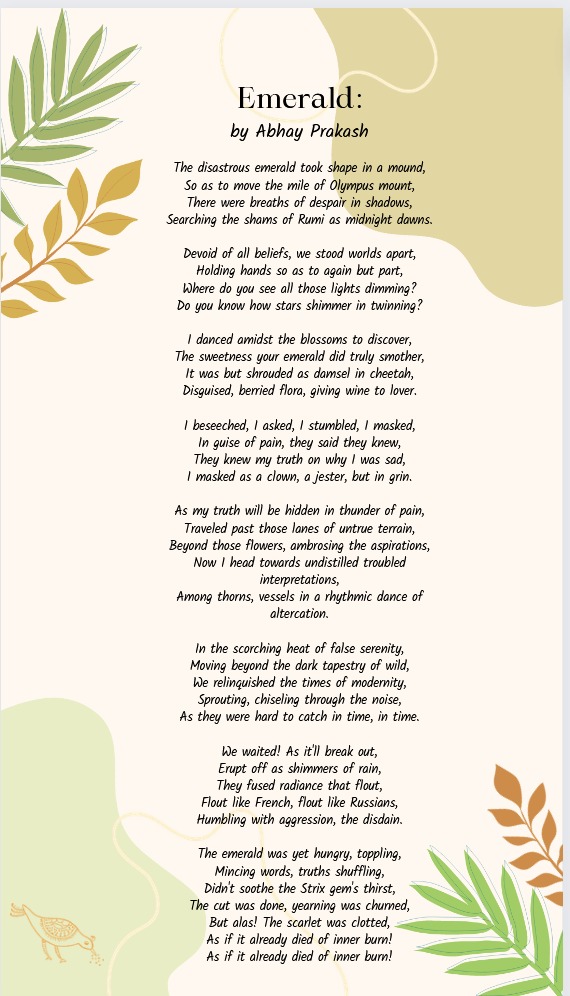 Emerald:
by Abhay Prakash
The disastrous emerald took shape in a mound,
So as to move the mile of Olympus mount,
There were breaths of despair in shadows,
Searching the shams of Rumi as midnight dawns.
Devoid of all beliefs, we stood worlds apart,
Holding hands so as to again but part,
Where do you see all those lights dimming?
Do you know how stars shimmer in twinning?
I danced amidst the blossoms to discover,
The sweetness your emerald did truly smother,
It was but shrouded as damsel in cheetah,
Disguised, berried flora, giving wine to lover.
I beseeched, I asked, I stumbled, I masked,
In guise of pain, they said they knew,
They knew my truth on why I was sad,
I masked as a clown, a jester, but in grin.
As my truth will be hidden in thunder of pain,
Traveled past those lanes of untrue terrain,
Beyond those flowers, ambrosing the aspirations,
Now I head towards undistilled troubled
interpretations,
Among thorns, vessels in a rhythmic dance of
altercation.
In the scorching heat of false serenity,
Moving beyond the dark tapestry of wild,
We relinquished the times of modernity,
Sprouting, chiseling through the noise,
As they were hard to catch in time, in time.
We waited! As it'll break out,
Erupt off as shimmers of rain,
They fused radiance that flout,
Flout like French, flout like Russians,
Humbling with aggression, the disdain.
The emerald was yet hungry, toppling,
Mincing words, truths shuffling,
Didn't soothe the Strix gem's thirst,
The cut was done, yearning was churned,
But alas! The scarlet was clotted,
As if it already died of inner burn!
As if it already died of inner burn!